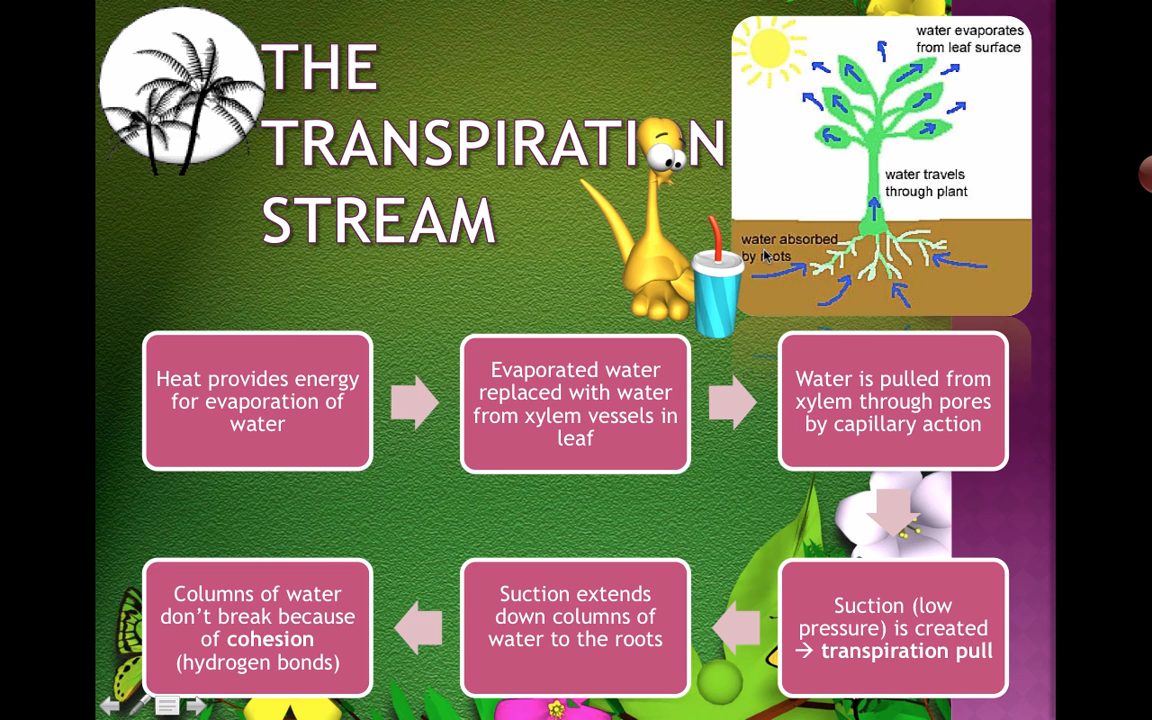 THE
TRANSPIRATION
STREAM
water evaporates
from leaf surface
water travels
through plant
water absorbed
by roots
Heat provides energy
for evaporation of
water
Evaporated water
replaced with water
from xylem vessels in
leaf
Water is pulled from
xylem through pores
by capillary action
Suction (low
pressure) is created
→ transpiration pull
Suction extends
down columns of
water to the roots
Columns of water
don’t break because
of cohesion
(hydrogen bonds)